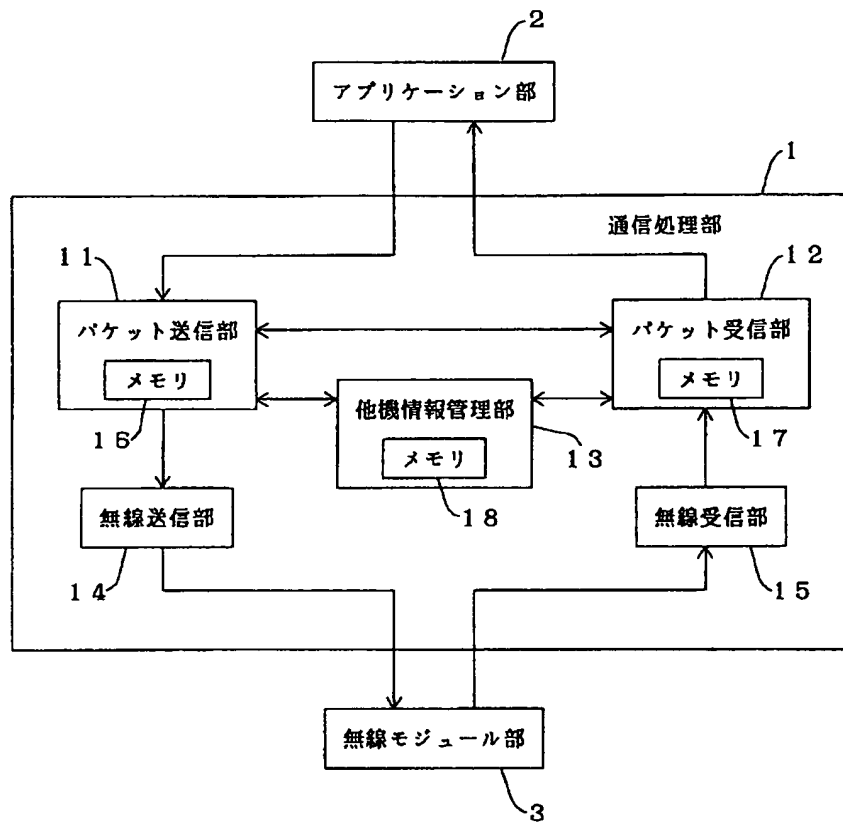 2
アプリケーション部
1
通信処理部
11
12
パケット送信部
パケット受信部
メモリ
メモリ
16
17
他機情報管理部
メモリ
13
18
無線送信部
無線受信部
14
15
無線モジュール部
3